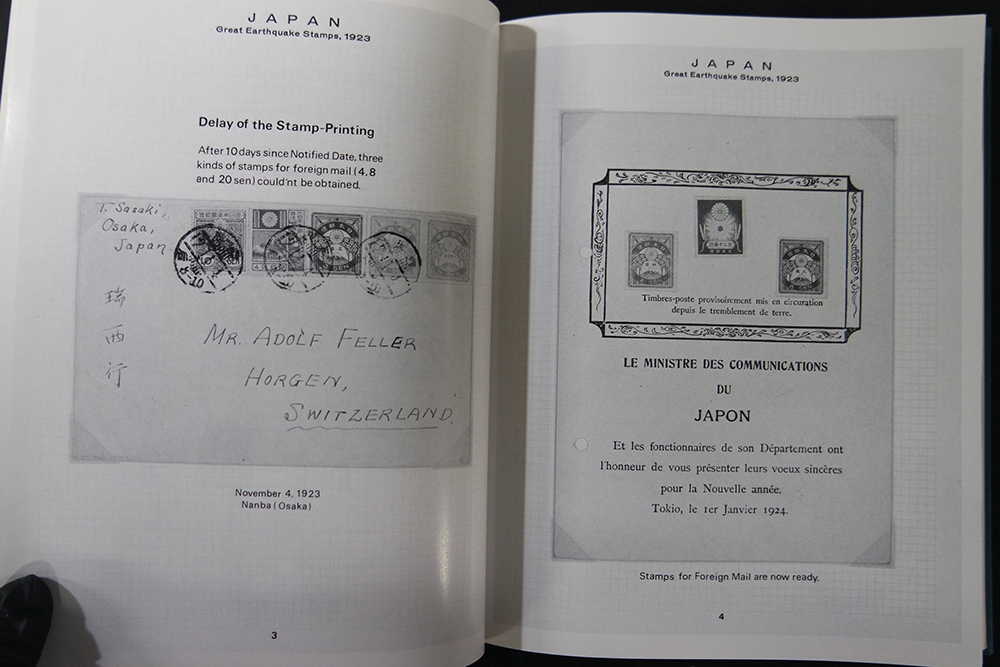 JAPAN
Great Earthquake Stamps, 1923
Delay of the Stamp-Printing
After 10 days since Notified Date, three
kinds of stamps for foreign mail (4, 8
and 20 sen) could'nt be obtained.
T. Sasaki,
Osaka,
Japan
瑞
西
行
MR. ADOLF FELLER
HORGEN,
SWITZERLAND.
November 4, 1923
Nanba (Osaka)
3
JAPAN
Great Earthquake Stamps, 1923
Timbres-poste provisoirement mis en circuration
depuis le tremblement de terre.
LE MINISTRE DES COMMUNICATIONS
DU
JAPON
Et les fonctionnaires de son Département ont
l'honneur de vous présenter leurs voeux sincères
pour la Nouvelle année.
Tokio, le 1er Janvier 1924.
Stamps for Foreign Mail are now ready.
4